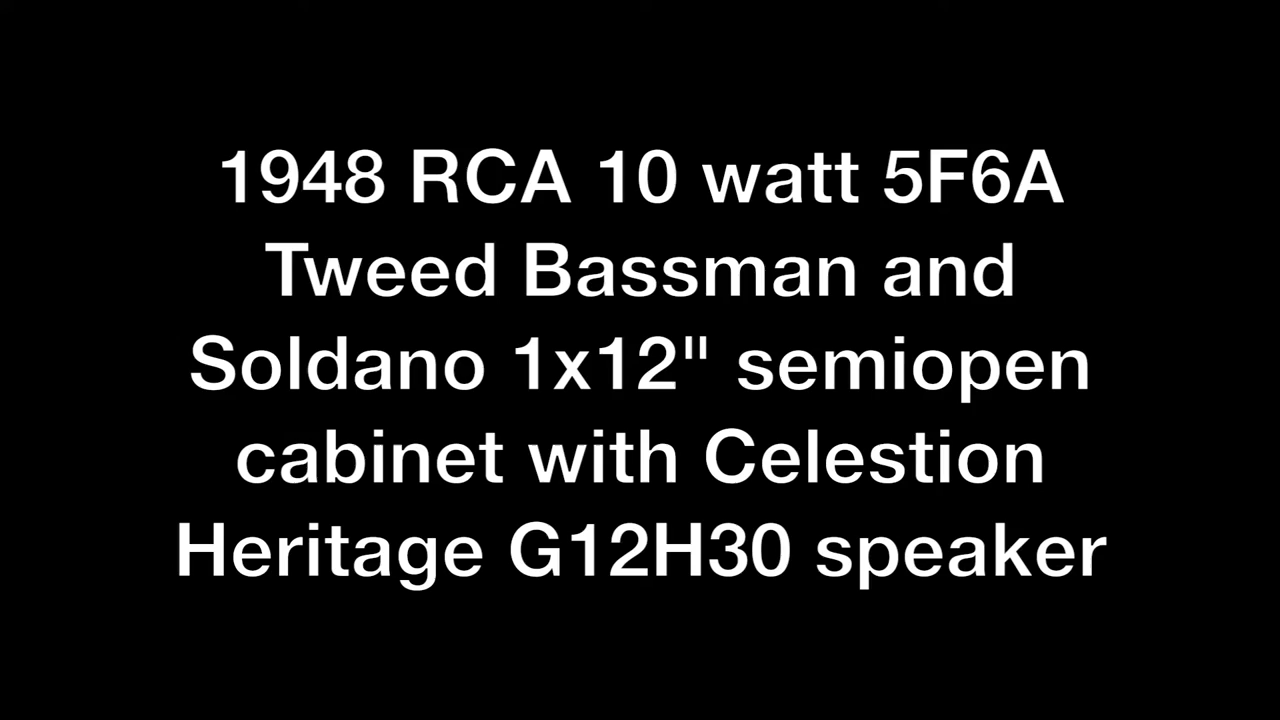 1948 RCA 10 watt 5F6A
Tweed Bassman and
Soldano 1x12" semiopen
cabinet with Celestion
Heritage G12H30 speaker